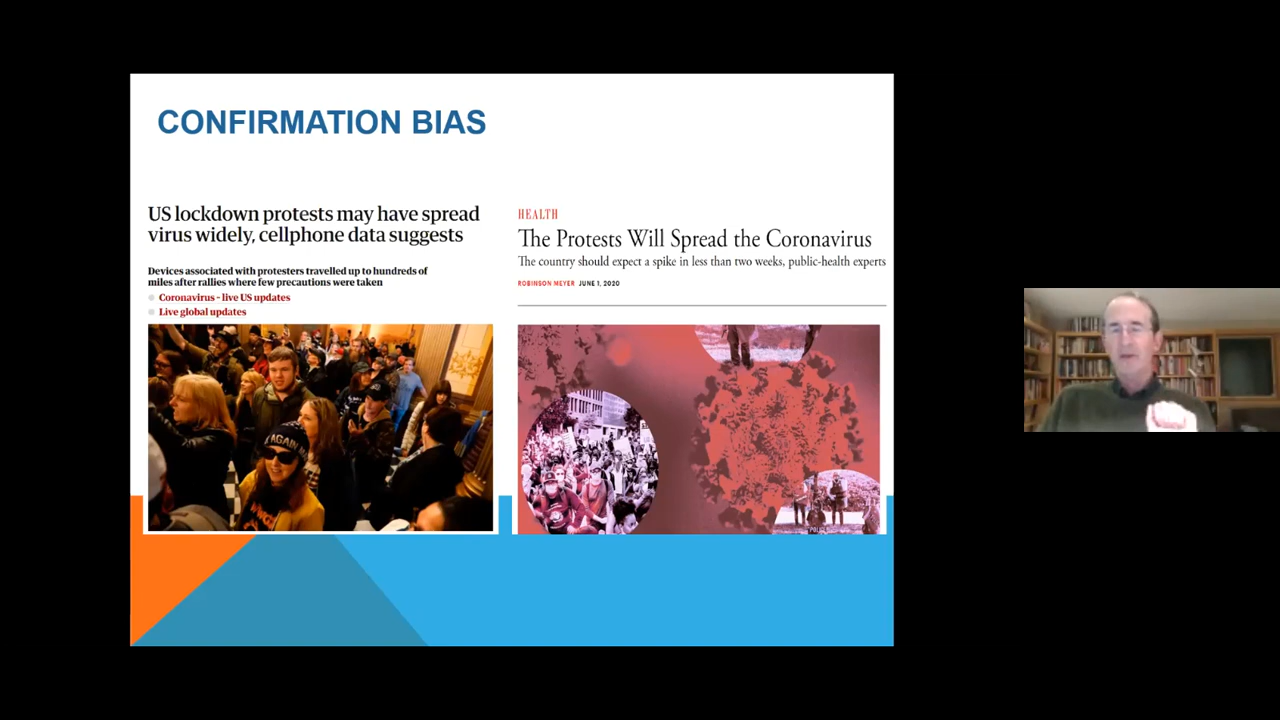 CONFIRMATION BIAS
US lockdown protests may have spread
virus widely, cellphone data suggests
Devices associated with protesters travelled up to hundreds of
miles after rallies where few precautions were taken
Coronavirus - live US updates
Live global updates
HEALTH
The Protests Will Spread the Coronavirus
The country should expect a spike in less than two weeks, public-health experts
ROBINSON MEYER JUNE 1, 2020
AGAIN